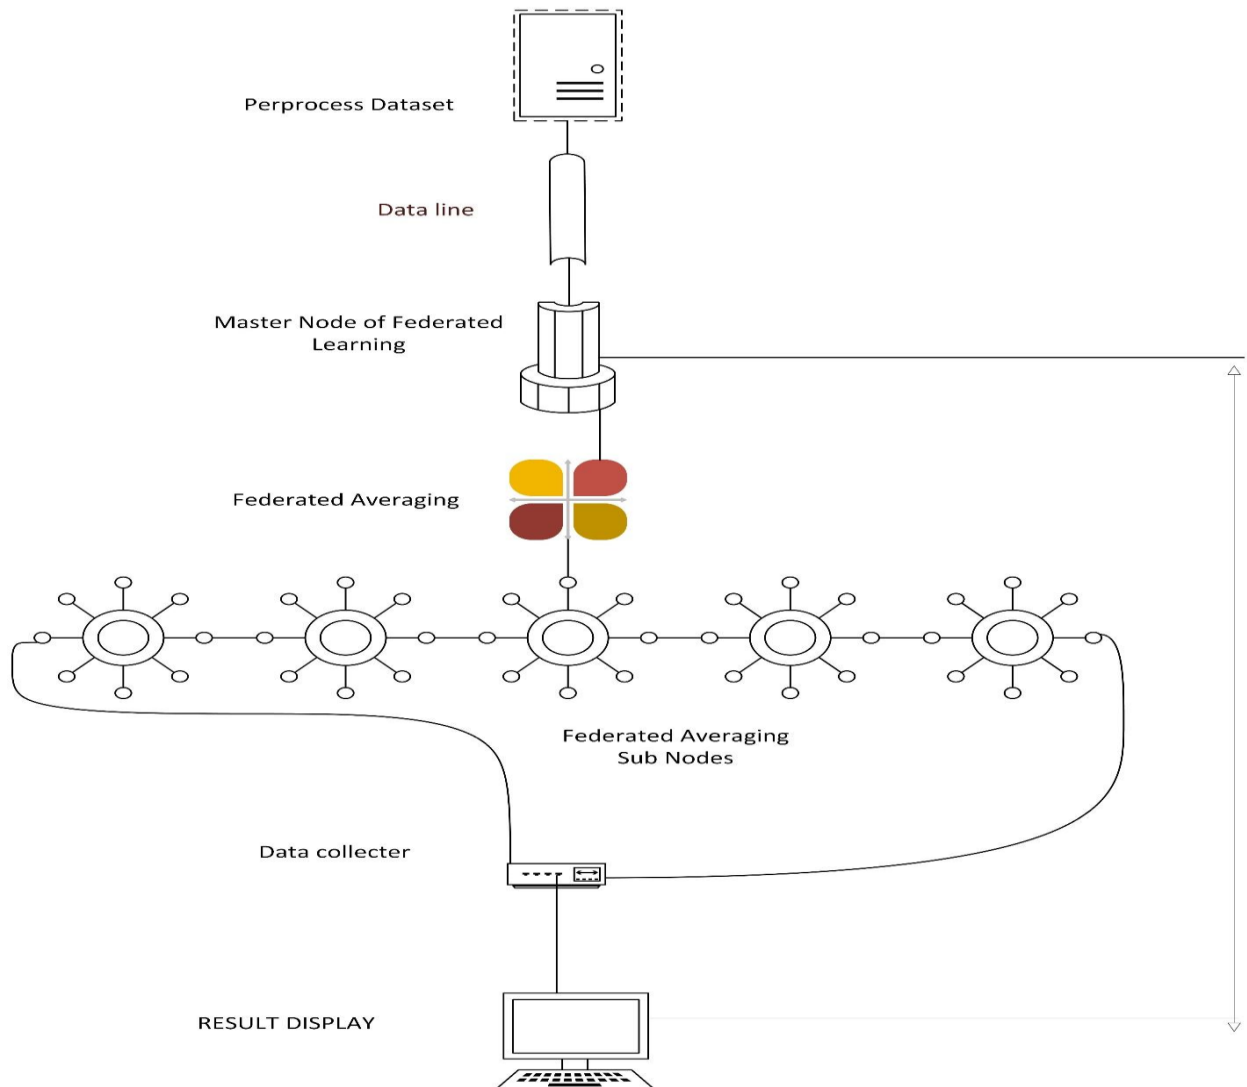 Perprocess Dataset
Data line
Master Node of Federated
Learning
Federated Averaging
Federated Averaging
Sub Nodes
Data collecter
RESULT DISPLAY